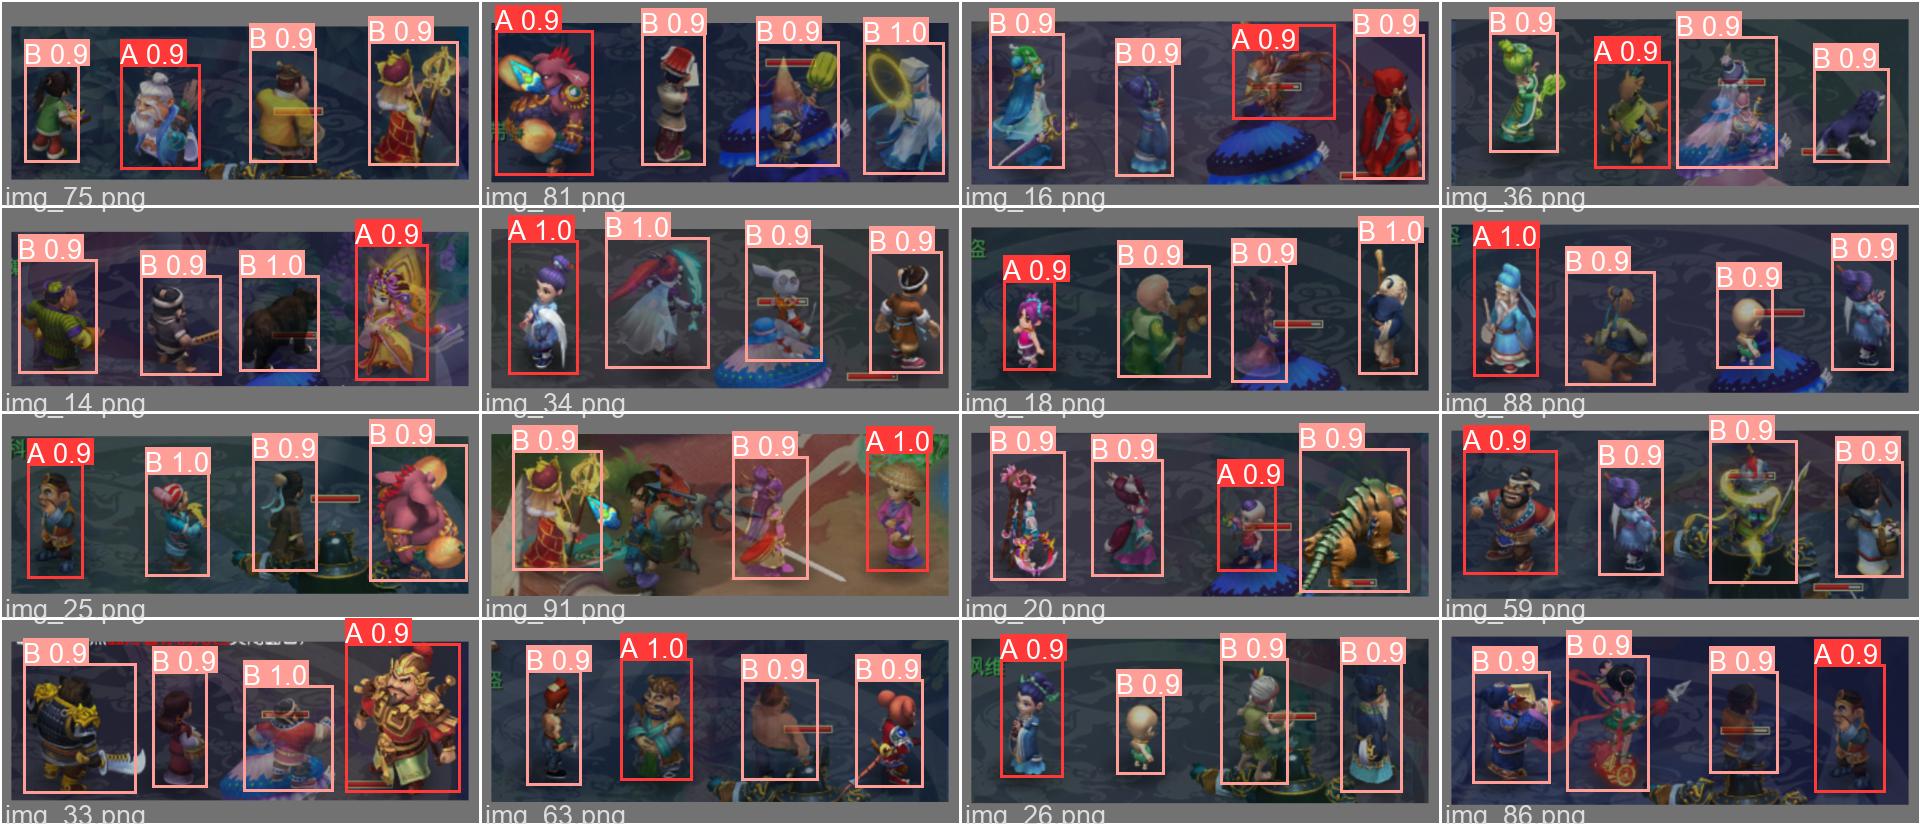 B 0.9 A 0.9 B 0.9 B 0.9
img_75.png
A 0.9 B 0.9 B 0.9 B 1.0
img_81.png
B 0.9 B 0.9 A 0.9 B 0.9
img_16.png
B 0.9 A 0.9 B 0.9 B 0.9
img_36.png
B 0.9 B 0.9 B 1.0 A 0.9
img_14.png
A 1.0 B 1.0 B 0.9 B 0.9
img_34.png
A 0.9 B 0.9 B 0.9 B 1.0
盗
img_18.png
A 1.0 B 0.9 B 0.9 B 0.9
img_88.png
A 0.9 B 1.0 B 0.9 B 0.9
img_25.png
B 0.9 B 0.9 A 1.0
img_91.png
B 0.9 B 0.9 A 0.9 B 0.9
img_20.png
A 0.9 B 0.9 B 0.9 B 0.9
img_59.png
B 0.9 B 0.9 B 1.0 A 0.9
img_33.png
B 0.9 A 1.0 B 0.9 B 0.9
盗
img_63.png
A 0.9 B 0.9 B 0.9 B 0.9
img_26.png
B 0.9 B 0.9 B 0.9 A 0.9
img_86.png